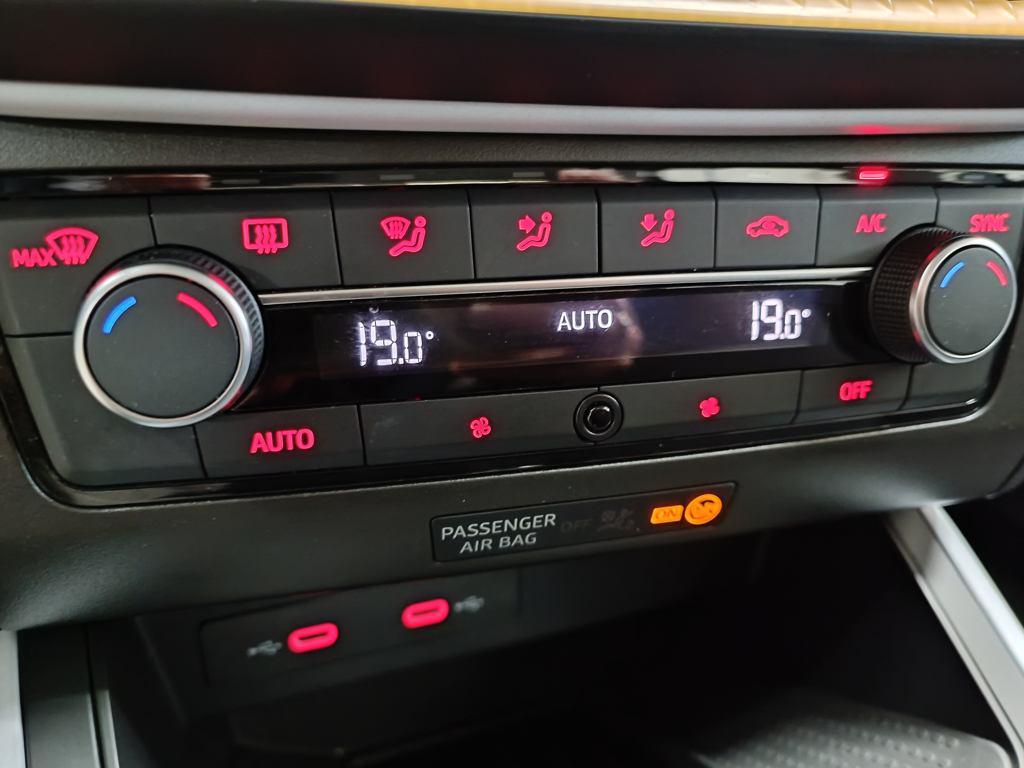 MAX
A/C
SYNC
19.0°
AUTO
19.0°
AUTO
OFF
PASSENGER
AIR BAG
OFF
ON